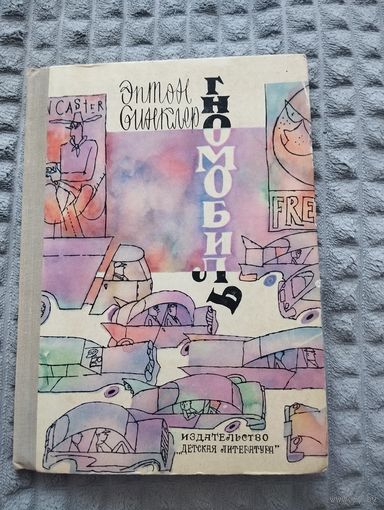 Эптон
Синклер
ГНОМОБИЛЬ
N CASTER
FRE
ИЗДАТЕЛЬСТВО
„ДЕТСКАЯ ЛИТЕРАТУРА"